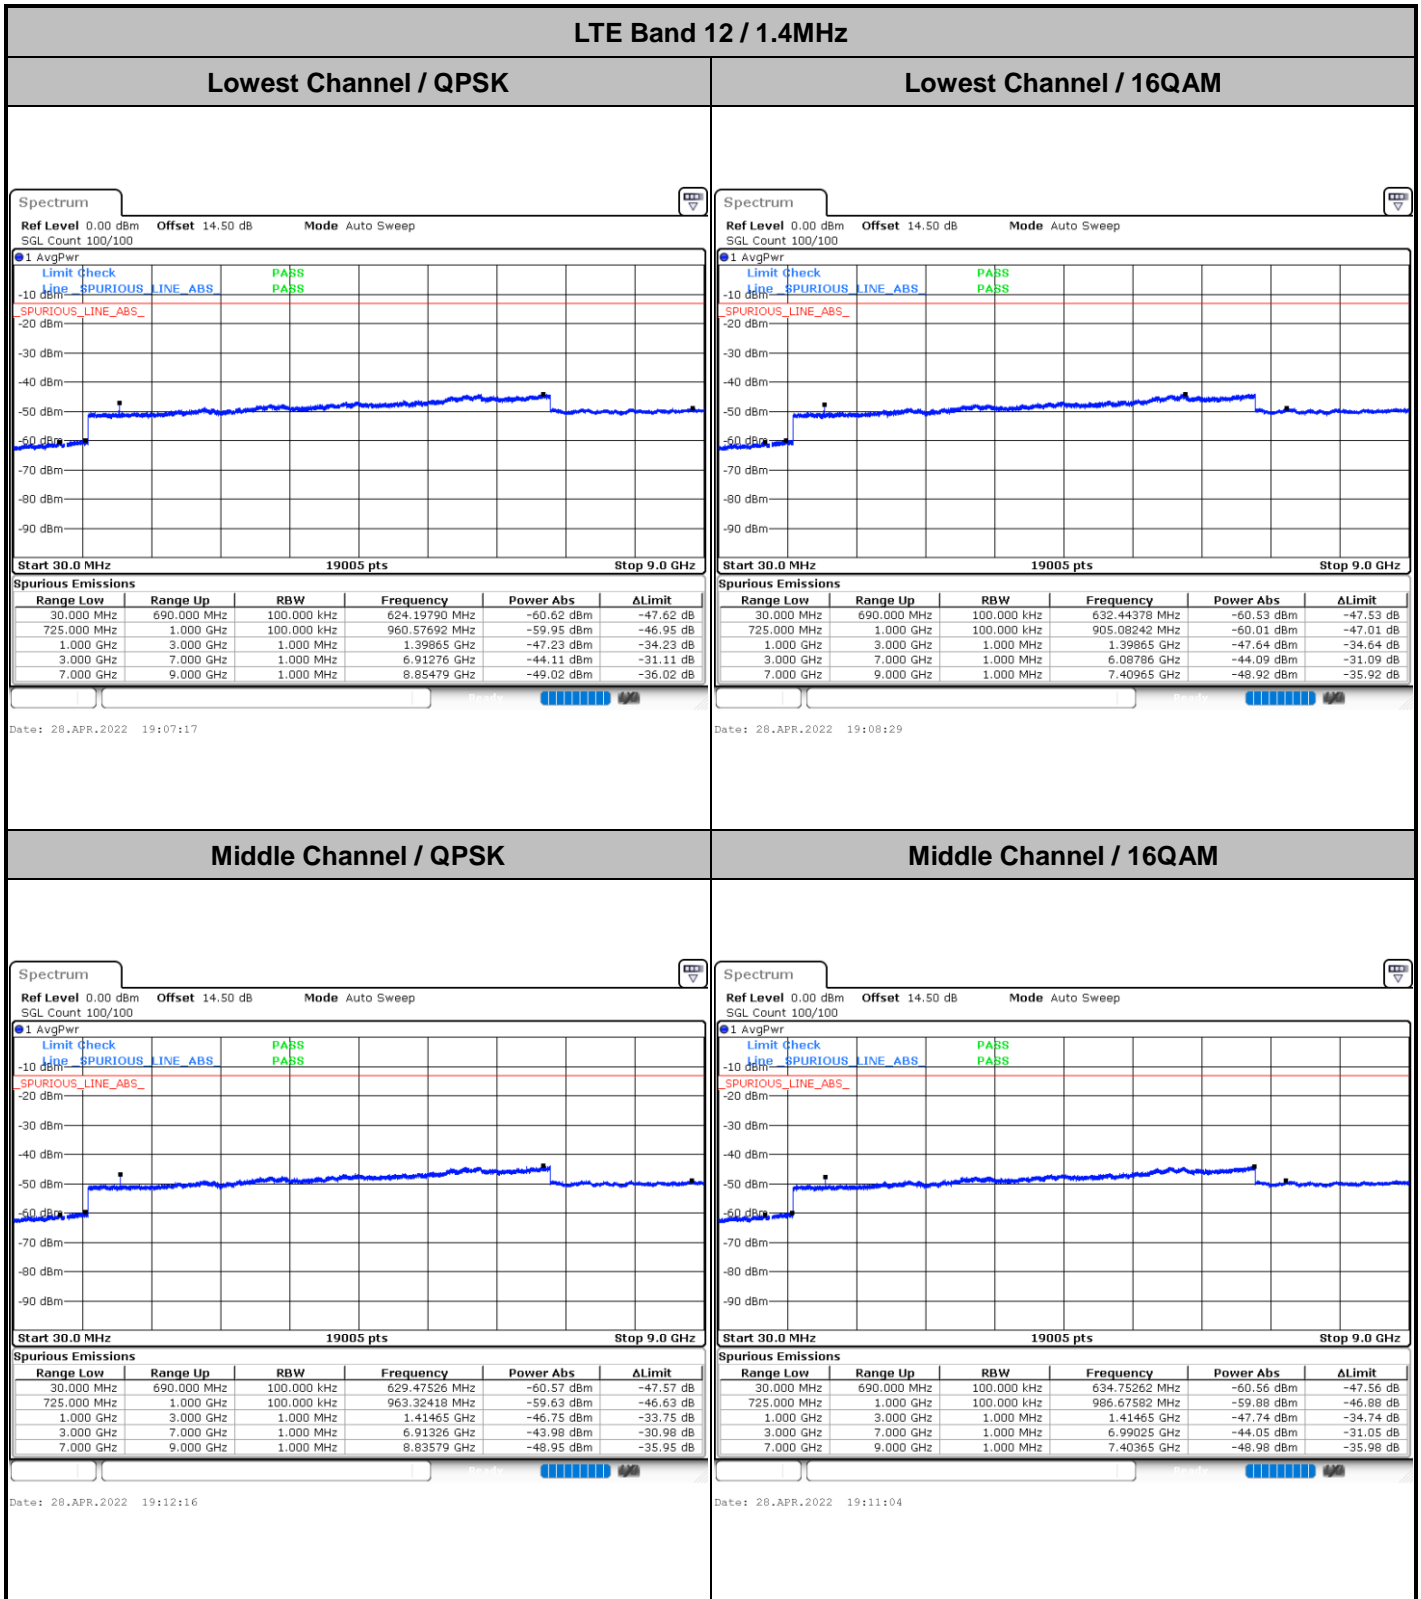 LTE Band 12 / 1.4MHz
Lowest Channel / QPSK
Lowest Channel / 16QAM
Spectrum
Ref Level 0.00 dBm Offset 14.50 dB Mode Auto Sweep
SGL Count 100/100
1 AvgPwr
Limit Check PASS
Line _SPURIOUS_LINE_ABS_ PASS
-10 dBm
_SPURIOUS_LINE_ABS_
-20 dBm
-30 dBm
-40 dBm
-50 dBm
-60 dBm
-70 dBm
-80 dBm
-90 dBm
Start 30.0 MHz 19005 pts Stop 9.0 GHz
Spurious Emissions
Range Low Range Up RBW Frequency Power Abs ΔLimit
30.000 MHz 690.000 MHz 100.000 kHz 624.19790 MHz -60.62 dBm -47.62 dB
725.000 MHz 1.000 GHz 100.000 kHz 960.57692 MHz -59.95 dBm -46.95 dB
1.000 GHz 3.000 GHz 1.000 MHz 1.39865 GHz -47.23 dBm -34.23 dB
3.000 GHz 7.000 GHz 1.000 MHz 6.91276 GHz -44.11 dBm -31.11 dB
7.000 GHz 9.000 GHz 1.000 MHz 8.85479 GHz -49.02 dBm -36.02 dB
Ready
Date: 28.APR.2022 19:07:17
Spectrum
Ref Level 0.00 dBm Offset 14.50 dB Mode Auto Sweep
SGL Count 100/100
1 AvgPwr
Limit Check PASS
Line _SPURIOUS_LINE_ABS_ PASS
-10 dBm
_SPURIOUS_LINE_ABS_
-20 dBm
-30 dBm
-40 dBm
-50 dBm
-60 dBm
-70 dBm
-80 dBm
-90 dBm
Start 30.0 MHz 19005 pts Stop 9.0 GHz
Spurious Emissions
Range Low Range Up RBW Frequency Power Abs ΔLimit
30.000 MHz 690.000 MHz 100.000 kHz 632.44378 MHz -60.53 dBm -47.53 dB
725.000 MHz 1.000 GHz 100.000 kHz 905.08242 MHz -60.01 dBm -47.01 dB
1.000 GHz 3.000 GHz 1.000 MHz 1.39865 GHz -47.64 dBm -34.64 dB
3.000 GHz 7.000 GHz 1.000 MHz 6.08786 GHz -44.09 dBm -31.09 dB
7.000 GHz 9.000 GHz 1.000 MHz 7.40965 GHz -48.92 dBm -35.92 dB
Ready
Date: 28.APR.2022 19:08:29
Middle Channel / QPSK
Middle Channel / 16QAM
Spectrum
Ref Level 0.00 dBm Offset 14.50 dB Mode Auto Sweep
SGL Count 100/100
1 AvgPwr
Limit Check PASS
Line _SPURIOUS_LINE_ABS_ PASS
-10 dBm
_SPURIOUS_LINE_ABS_
-20 dBm
-30 dBm
-40 dBm
-50 dBm
-60 dBm
-70 dBm
-80 dBm
-90 dBm
Start 30.0 MHz 19005 pts Stop 9.0 GHz
Spurious Emissions
Range Low Range Up RBW Frequency Power Abs ΔLimit
30.000 MHz 690.000 MHz 100.000 kHz 629.47526 MHz -60.57 dBm -47.57 dB
725.000 MHz 1.000 GHz 100.000 kHz 963.32418 MHz -59.63 dBm -46.63 dB
1.000 GHz 3.000 GHz 1.000 MHz 1.41465 GHz -46.75 dBm -33.75 dB
3.000 GHz 7.000 GHz 1.000 MHz 6.91326 GHz -43.98 dBm -30.98 dB
7.000 GHz 9.000 GHz 1.000 MHz 8.83579 GHz -48.95 dBm -35.95 dB
Ready
Date: 28.APR.2022 19:12:16
Spectrum
Ref Level 0.00 dBm Offset 14.50 dB Mode Auto Sweep
SGL Count 100/100
1 AvgPwr
Limit Check PASS
Line _SPURIOUS_LINE_ABS_ PASS
-10 dBm
_SPURIOUS_LINE_ABS_
-20 dBm
-30 dBm
-40 dBm
-50 dBm
-60 dBm
-70 dBm
-80 dBm
-90 dBm
Start 30.0 MHz 19005 pts Stop 9.0 GHz
Spurious Emissions
Range Low Range Up RBW Frequency Power Abs ΔLimit
30.000 MHz 690.000 MHz 100.000 kHz 634.75262 MHz -60.56 dBm -47.56 dB
725.000 MHz 1.000 GHz 100.000 kHz 986.67582 MHz -59.88 dBm -46.88 dB
1.000 GHz 3.000 GHz 1.000 MHz 1.41465 GHz -47.74 dBm -34.74 dB
3.000 GHz 7.000 GHz 1.000 MHz 6.99025 GHz -44.05 dBm -31.05 dB
7.000 GHz 9.000 GHz 1.000 MHz 7.40365 GHz -48.98 dBm -35.98 dB
Ready
Date: 28.APR.2022 19:11:04